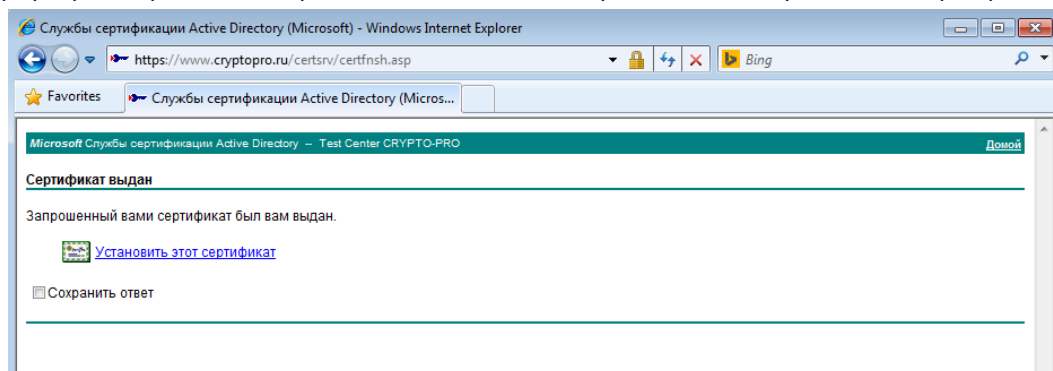 Службы сертификации Active Directory (Microsoft) - Windows Internet Explorer
https://www.cryptopro.ru/certsrv/certfnsh.asp
Bing
Favorites
Службы сертификации Active Directory (Micros...
Microsoft Службы сертификации Active Directory -- Test Center CRYPTO-PRO
Домой
Сертификат выдан
Запрошенный вами сертификат был вам выдан.
Установить этот сертификат
Сохранить ответ